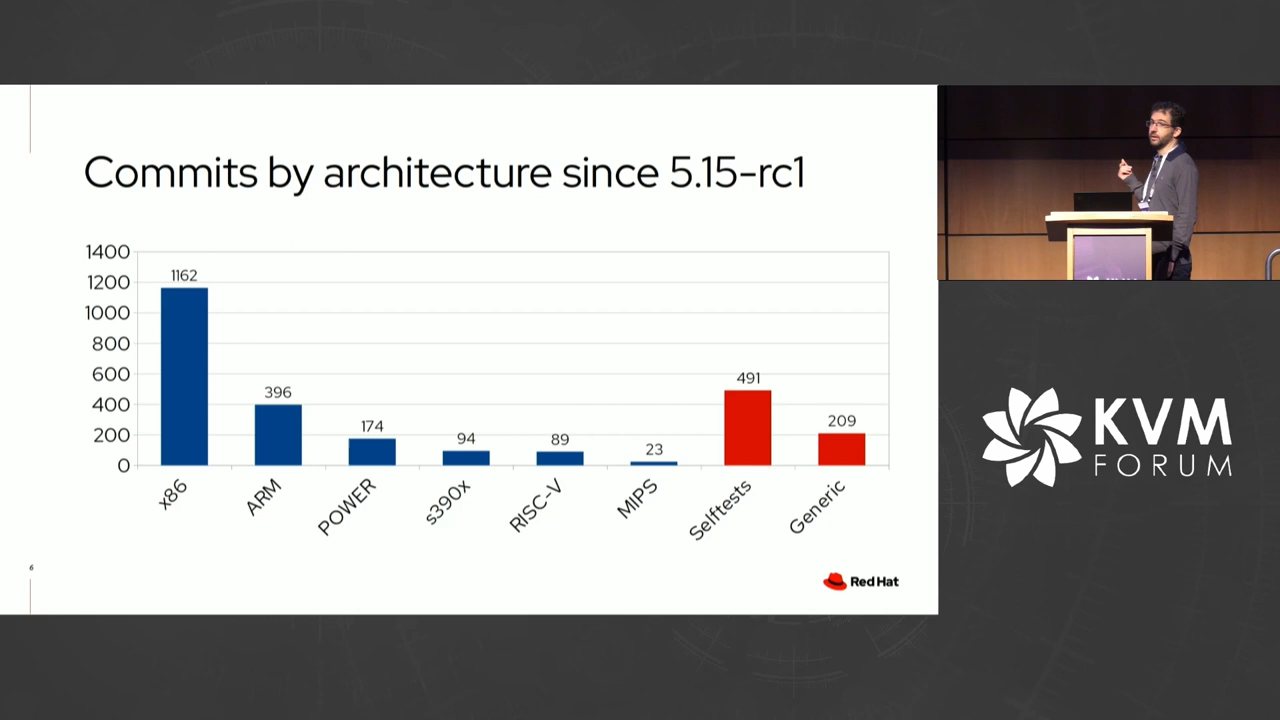 Commits by architecture since 5.15-rc1
1400
1200
1000
800
600
400
200
0
1162
396
174
94
89
23
491
209
x86
ARM
POWER
s390x
RISC-V
MIPS
Selftests
Generic
6
Red Hat
KVM
FORUM